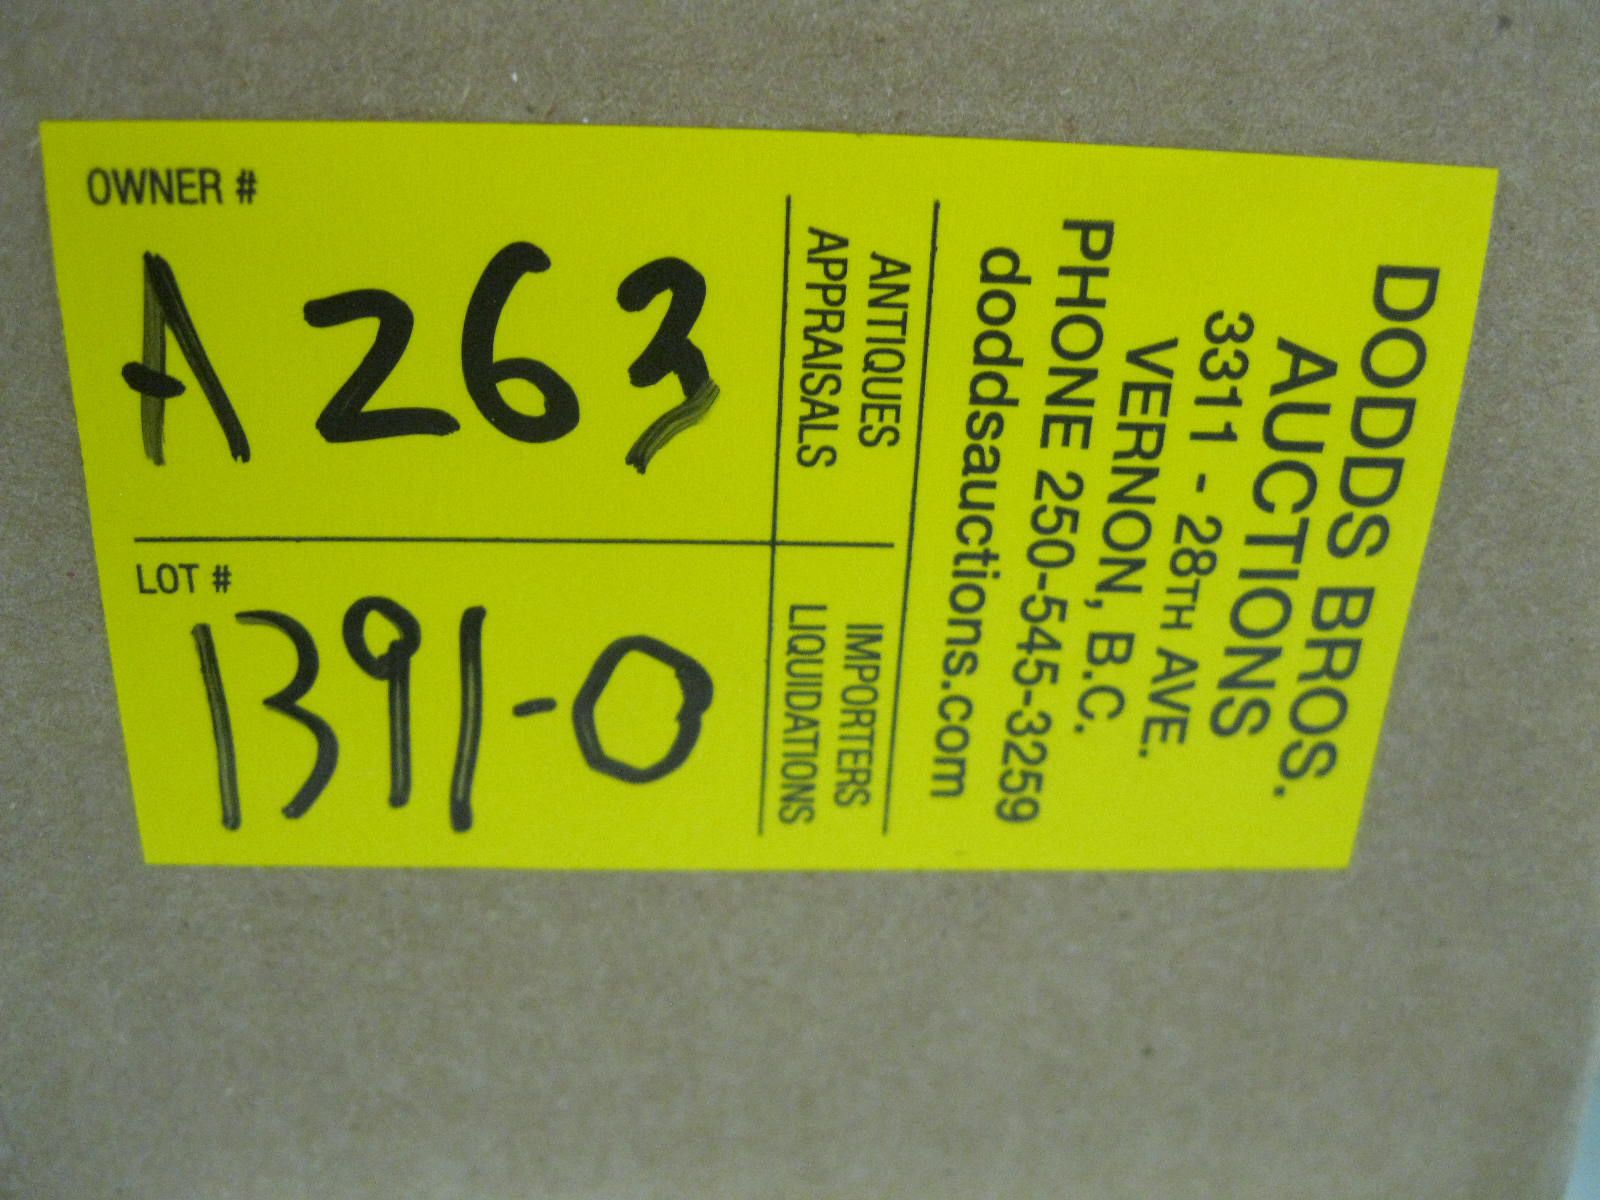 OWNER #
A 263
LOT #
1391-0
ANTIQUES
APPRAISALS
IMPORTERS
LIQUIDATIONS
DODDS BROS.
AUCTIONS
3311 - 28TH AVE.
VERNON, B.C.
PHONE 250-545-3259
doddsauctions.com